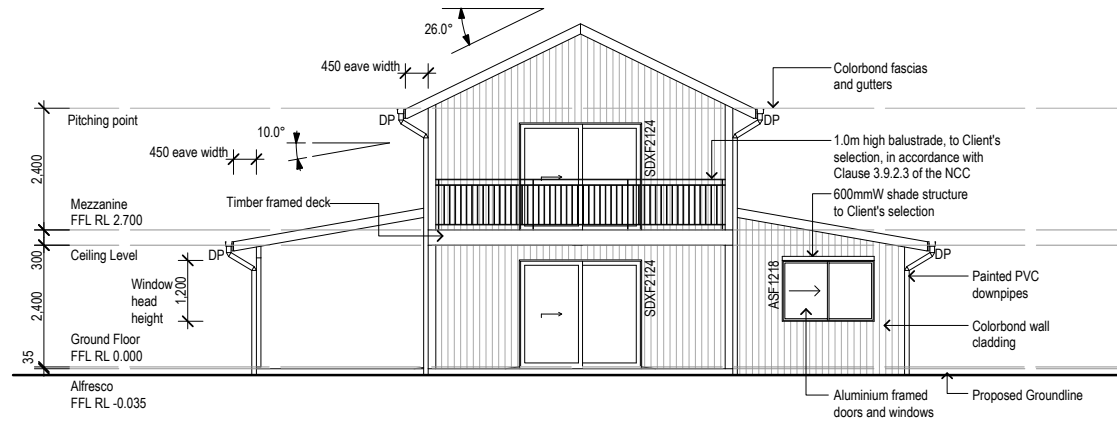 26.0°
450 eave width
Colorbond fascias
and gutters
Pitching point
DP
DP
10.0°
450 eave width
SDXF2124
1.0m high balustrade, to Client's
selection, in accordance with
Clause 3.9.2.3 of the NCC
2,400
Mezzanine
FFL RL 2.700
Timber framed deck
600mmW shade structure
to Client's selection
300
Ceiling Level
DP
DP
Window
head
height
1,200
SDXF2124
ASF1218
Painted PVC
downpipes
2,400
Ground Floor
FFL RL 0.000
Colorbond wall
cladding
35
Alfresco
FFL RL -0.035
Aluminium framed
doors and windows
Proposed Groundline